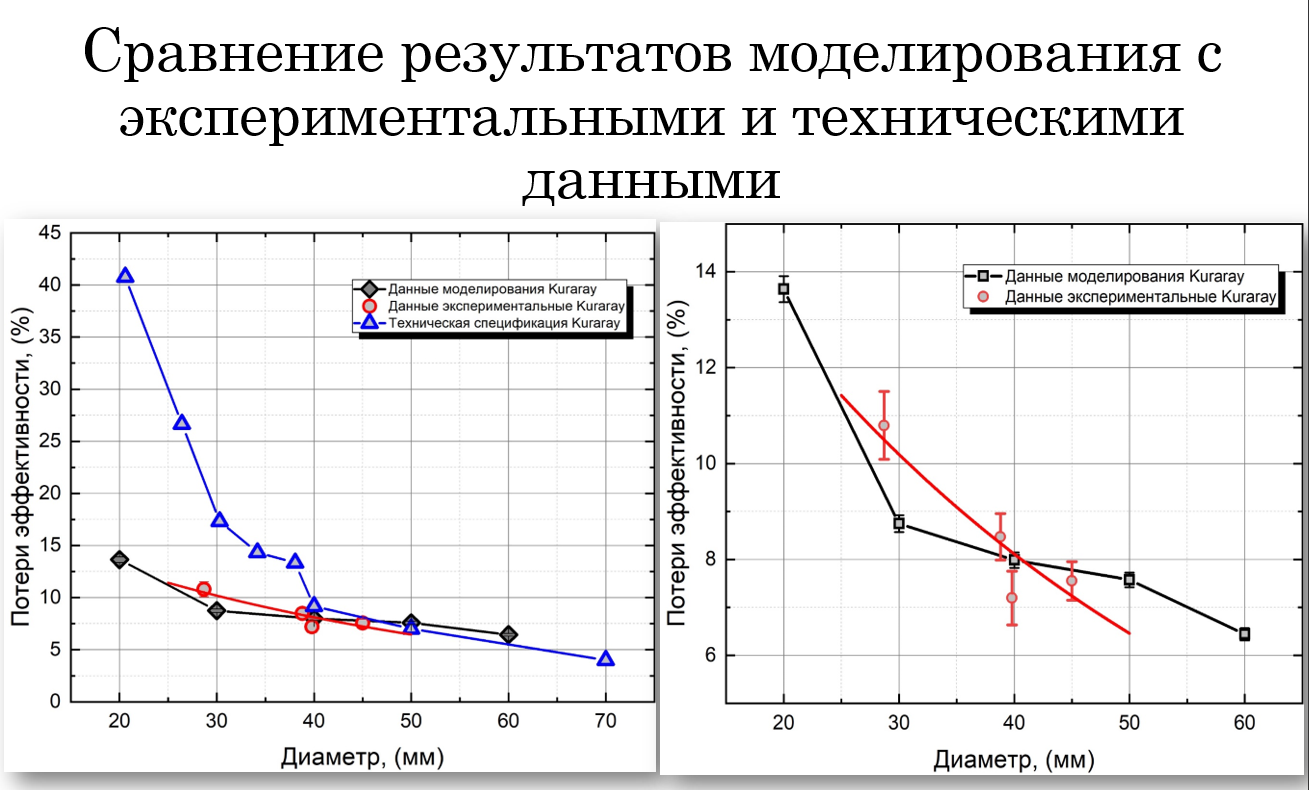 Сравнение результатов моделирования с
экспериментальными и техническими
данными
45
40
35
30
25
20
15
10
5
0
Потери эффективности, (%)
Данные моделирования Kuraray
Данные экспериментальные Kuraray
Техническая спецификация Kuraray
20 30 40 50 60 70
Диаметр, (мм)
14
12
10
8
6
Потери эффективности, (%)
Данные моделирования Kuraray
Данные экспериментальные Kuraray
20 30 40 50 60
Диаметр, (мм)